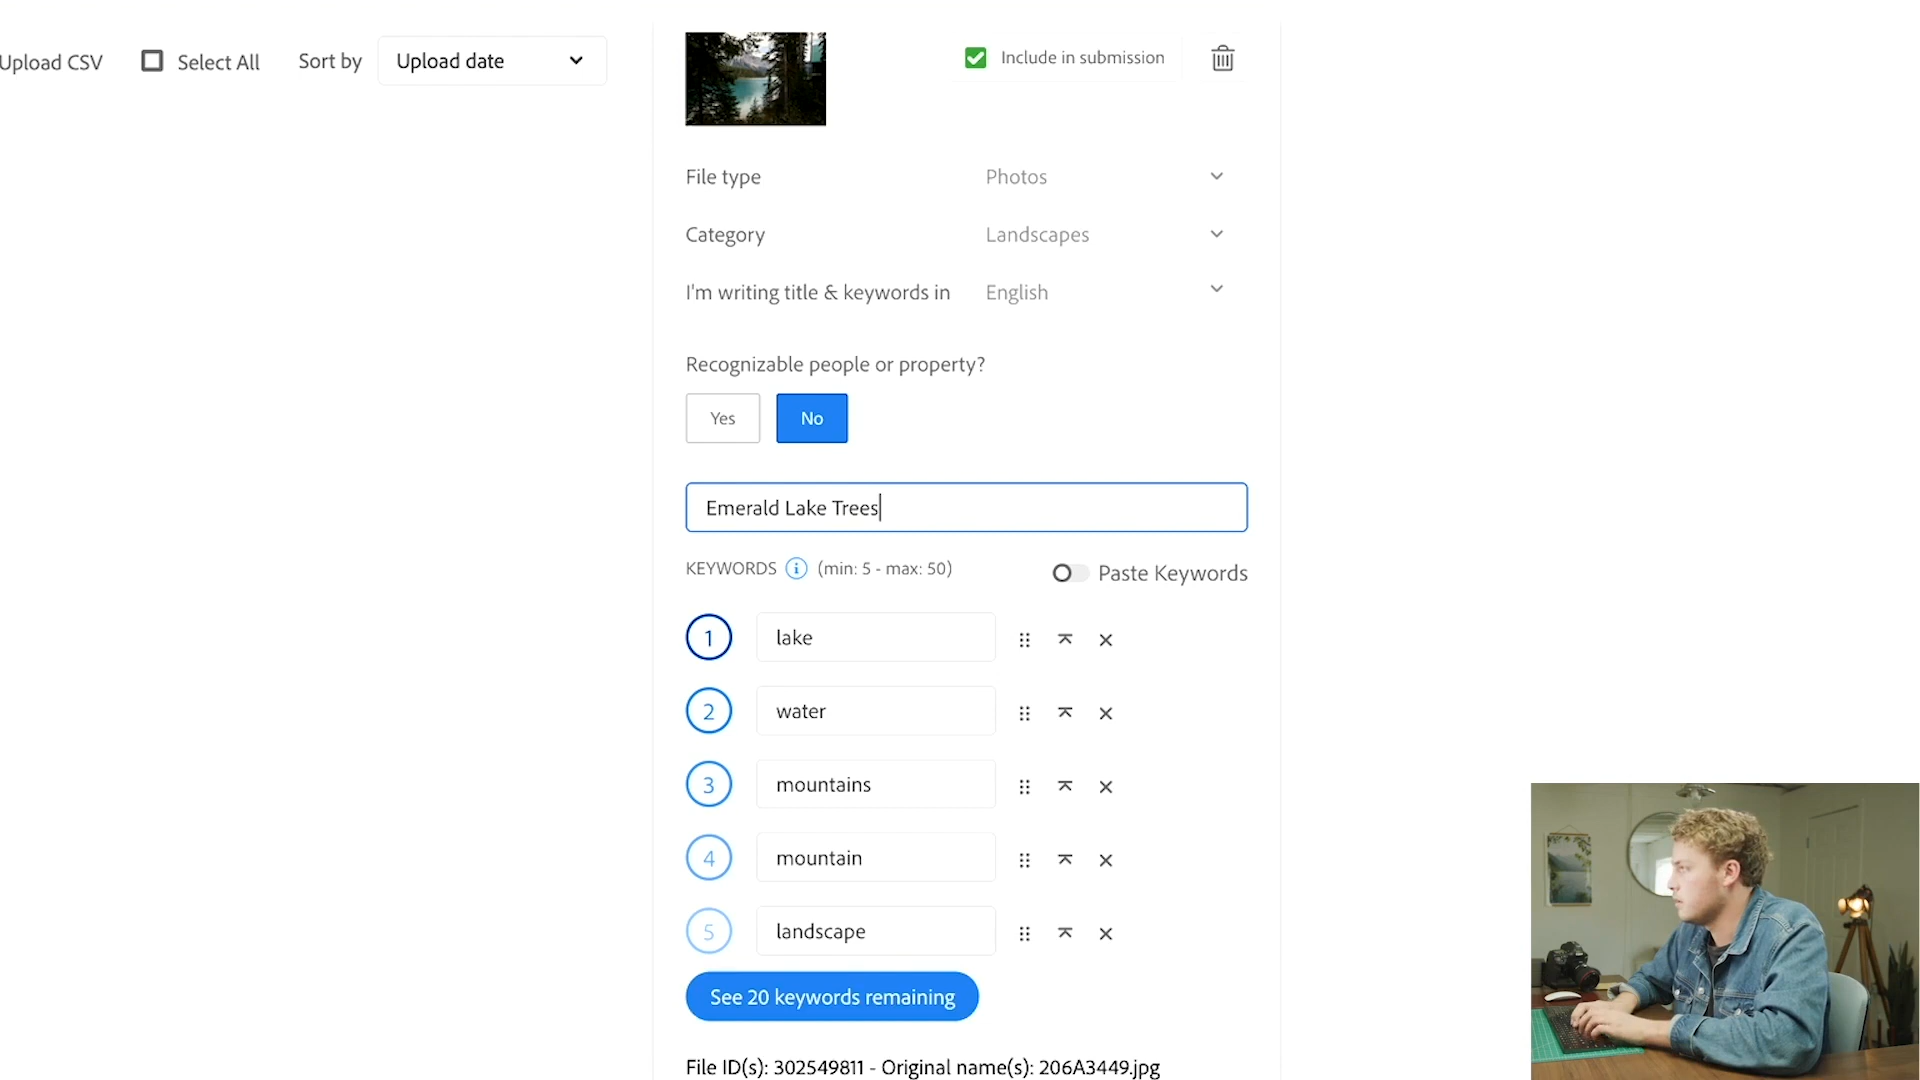 Upload CSV
Select All
Sort by
Upload date
Include in submission
File type
Photos
Category
Landscapes
I'm writing title & keywords in
English
Recognizable people or property?
Yes
No
Emerald Lake Trees
KEYWORDS i (min: 5 - max: 50)
Paste Keywords
1 lake
2 water
3 mountains
4 mountain
5 landscape
See 20 keywords remaining
File ID(s): 302549811 - Original name(s): 206A3449.jpg